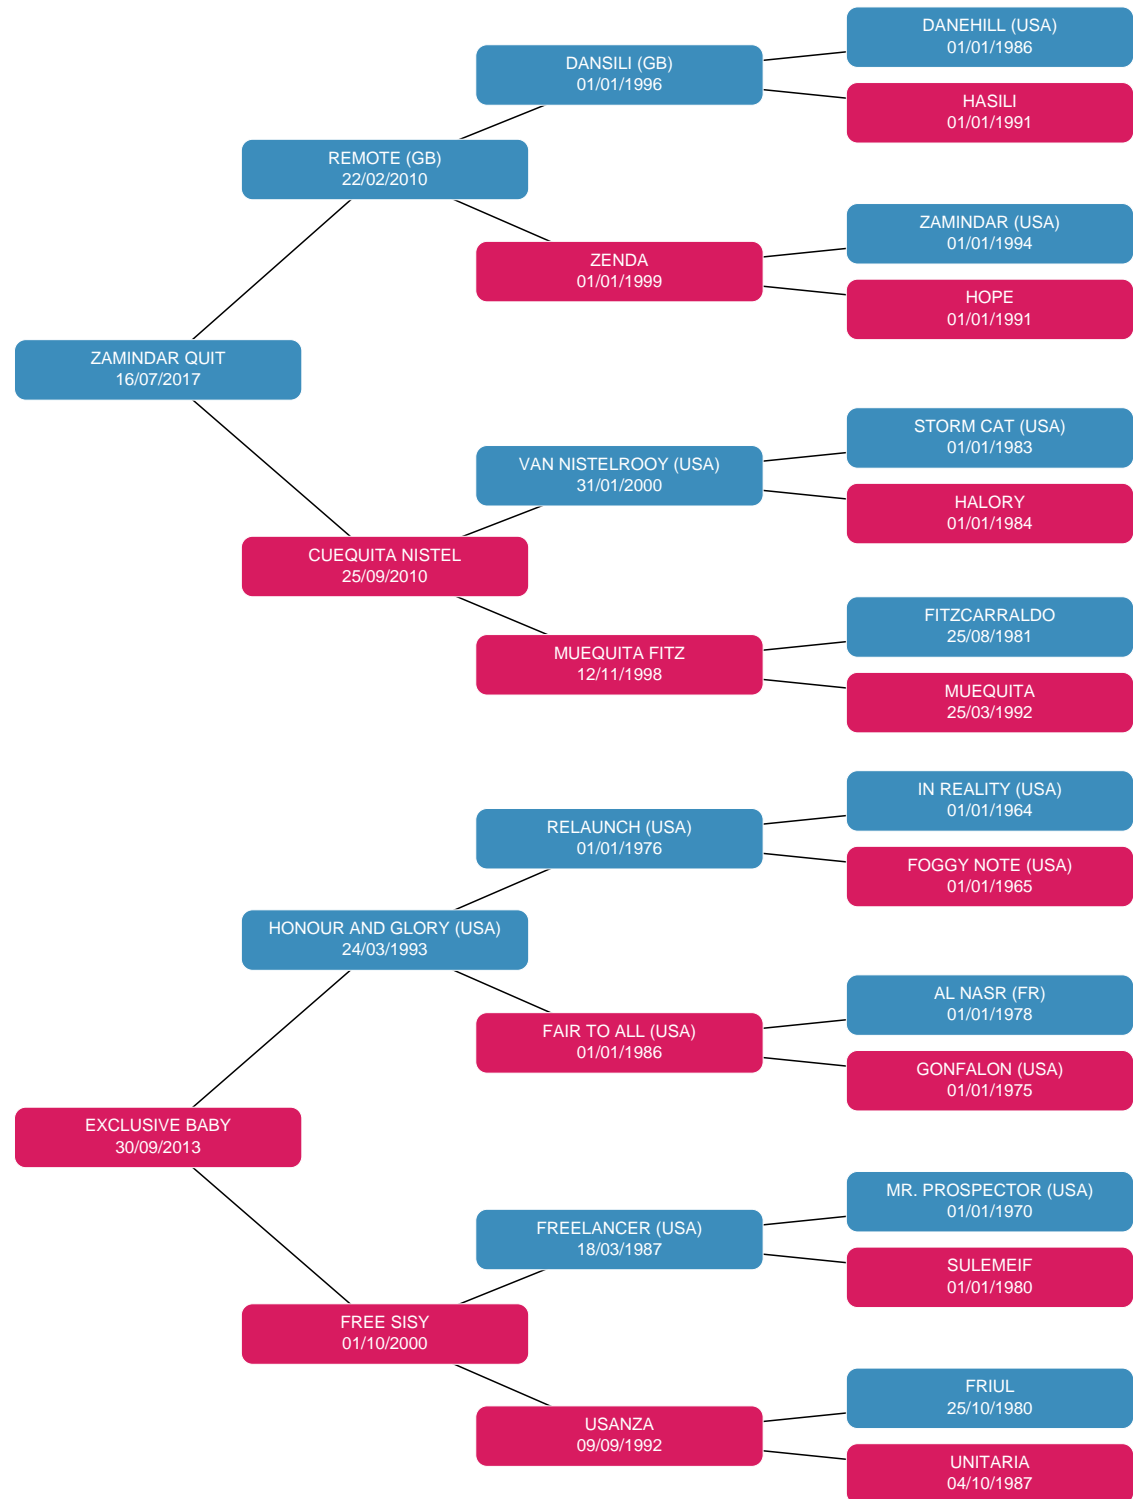 DANEHILL (USA)
01/01/1986
DANSILI (GB)
01/01/1996
HASILI
01/01/1991
REMOTE (GB)
22/02/2010
ZAMINDAR (USA)
01/01/1994
ZENDA
01/01/1999
HOPE
01/01/1991
ZAMINDAR QUIT
16/07/2017
STORM CAT (USA)
01/01/1983
VAN NISTELROOY (USA)
31/01/2000
HALORY
01/01/1984
CUEQUITA NISTEL
25/09/2010
FITZCARRALDO
25/08/1981
MUEQUITA FITZ
12/11/1998
MUEQUITA
25/03/1992
IN REALITY (USA)
01/01/1964
RELAUNCH (USA)
01/01/1976
FOGGY NOTE (USA)
01/01/1965
HONOUR AND GLORY (USA)
24/03/1993
AL NASR (FR)
01/01/1978
FAIR TO ALL (USA)
01/01/1986
GONFALON (USA)
01/01/1975
EXCLUSIVE BABY
30/09/2013
MR. PROSPECTOR (USA)
01/01/1970
FREELANCER (USA)
18/03/1987
SULEMEIF
01/01/1980
FREE SISY
01/10/2000
FRIUL
25/10/1980
USANZA
09/09/1992
UNITARIA
04/10/1987